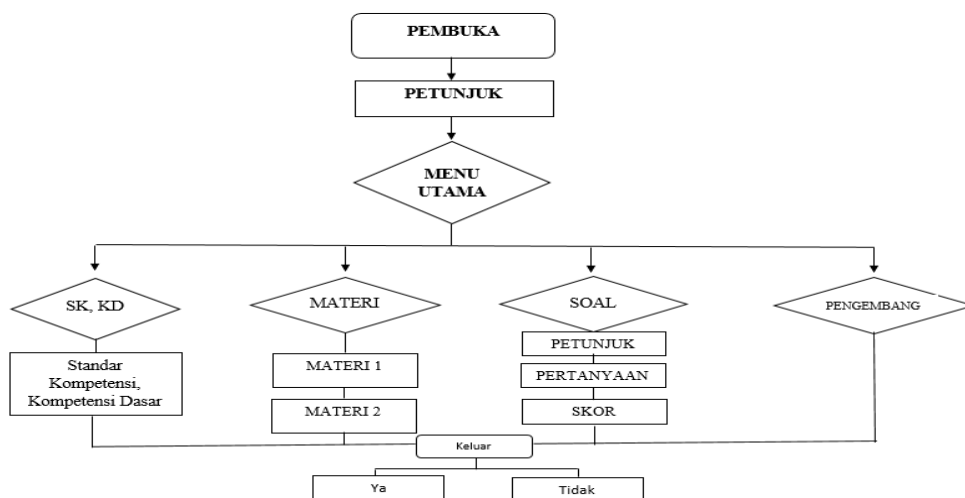 PEMBUKA
PETUNJUK
MENU
UTAMA
SK, KD
MATERI
SOAL
PENGEMBANG
Standar
Kompetensi,
Kompetensi Dasar
MATERI 1
MATERI 2
PETUNJUK
PERTANYAAN
SKOR
Keluar
Ya
Tidak